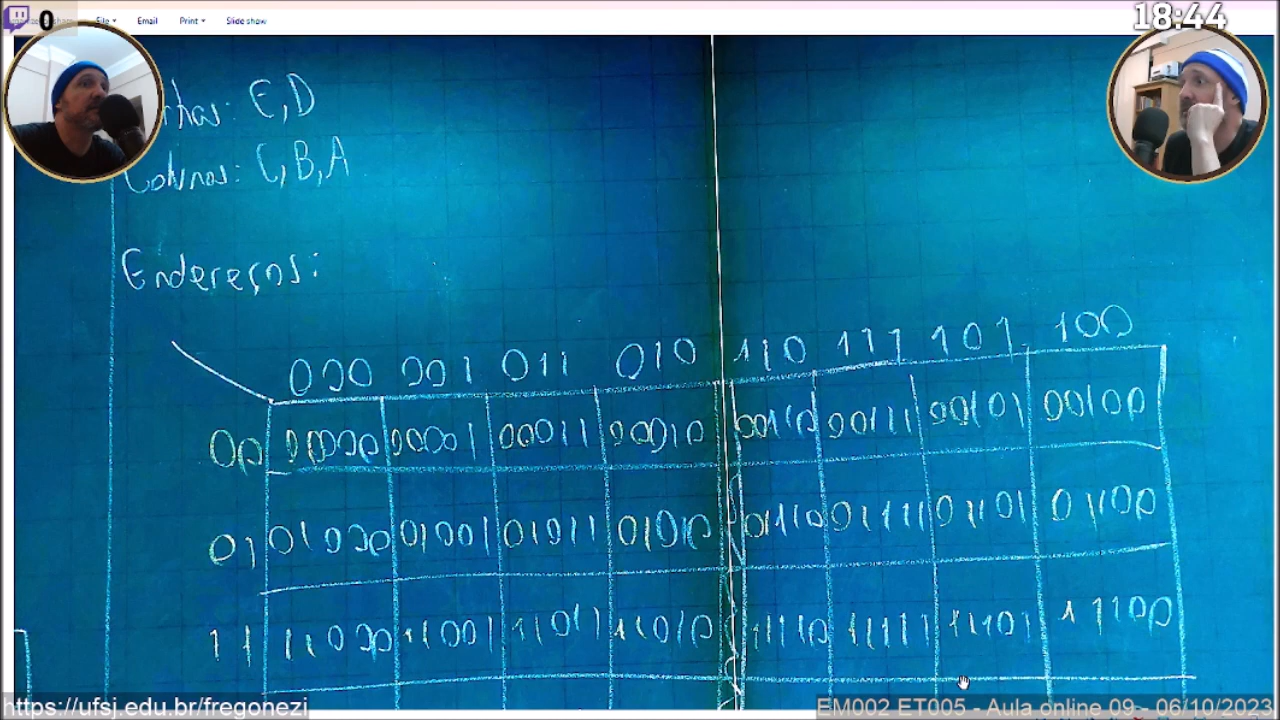 0 File Email Print Slide show 18:44
Linhas: E,D
Colunas: C,B,A
Endereços:
000 001 011 010 110 111 101 100
00 00000 00001 00011 00010 00110 00111 00101 00100
01 01000 01001 01011 01010 01110 01111 01101 01100
11 11000 11001 11011 11010 11110 11111 11101 11100
https://ufsj.edu.br/fregonezi EM002 ET005 - Aula online 09 - 06/10/2023